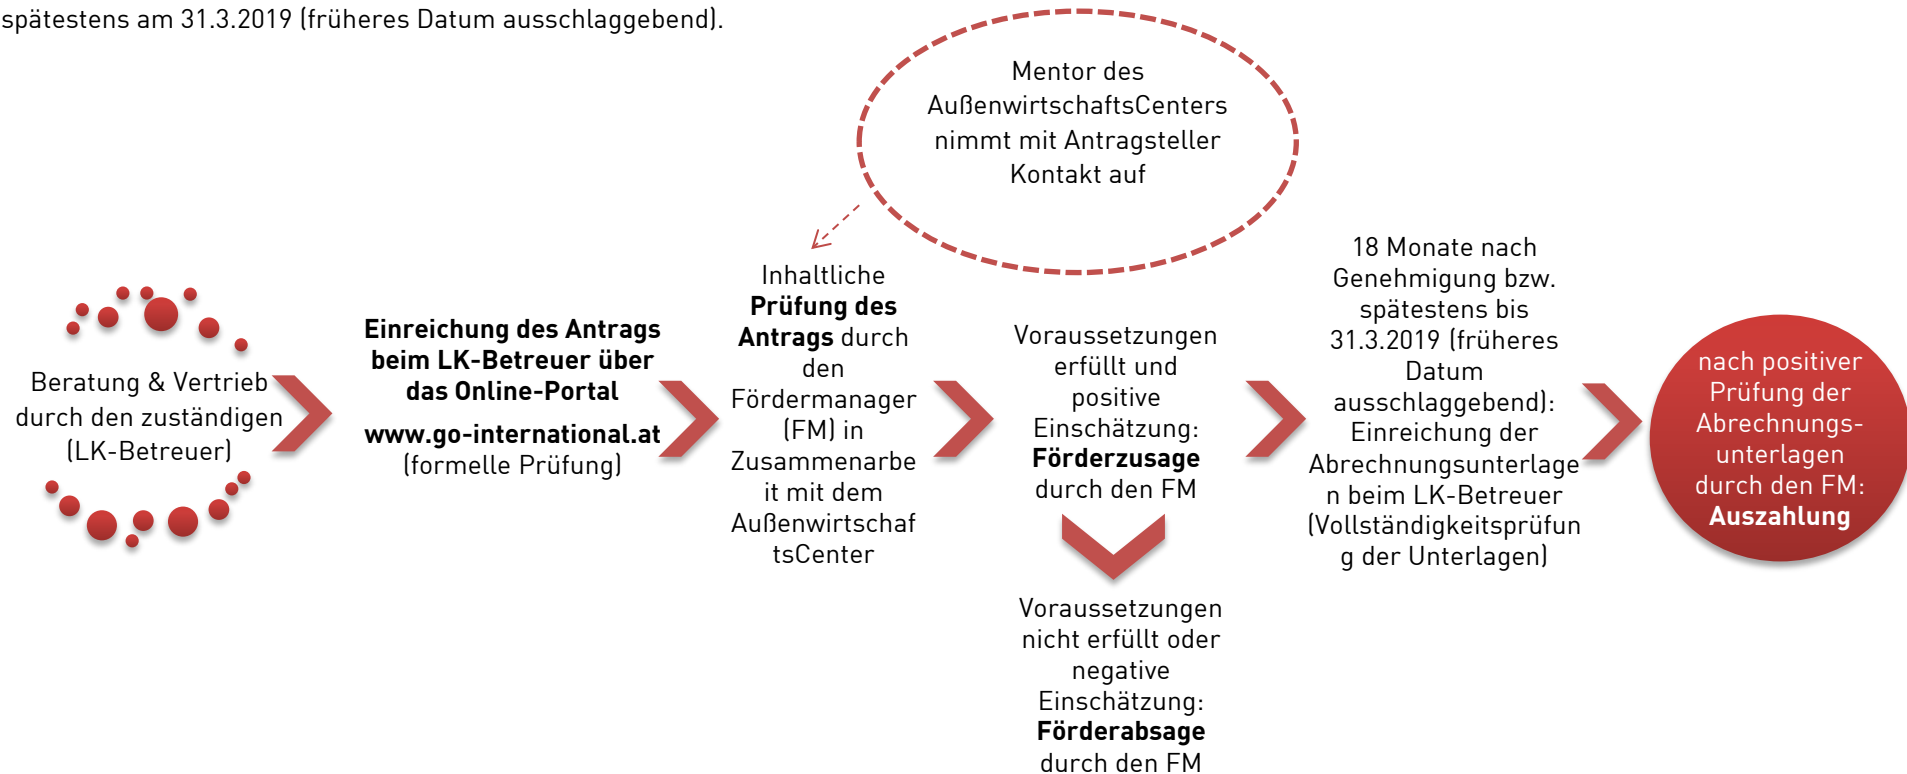 spätestens am 31.3.2019 (früheres Datum ausschlaggebend).
Mentor des
AußenwirtschaftsCenters
nimmt mit Antragsteller
Kontakt auf
Beratung & Vertrieb
durch den zuständigen
(LK-Betreuer)
Einreichung des Antrags
beim LK-Betreuer über
das Online-Portal
www.go-international.at
(formelle Prüfung)
Inhaltliche
Prüfung des
Antrags durch
den
Fördermanager
(FM) in
Zusammenarbe
it mit dem
Außenwirtschaf
tsCenter
Voraussetzungen
erfüllt und
positive
Einschätzung:
Förderzusage
durch den FM
Voraussetzungen
nicht erfüllt oder
negative
Einschätzung:
Förderabsage
durch den FM
18 Monate nach
Genehmigung bzw.
spätestens bis
31.3.2019 (früheres
Datum
ausschlaggebend):
Einreichung der
Abrechnungsunterlage
n beim LK-Betreuer
(Vollständigkeitsprüfun
g der Unterlagen)
nach positiver
Prüfung der
Abrechnungs-
unterlagen
durch den FM:
Auszahlung